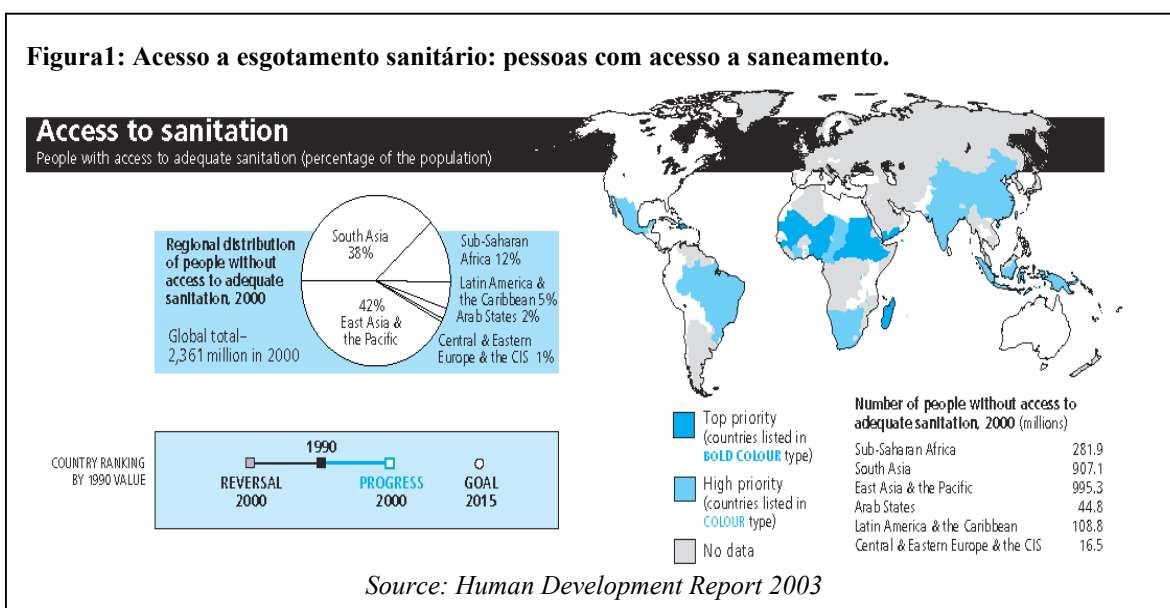 Figura1: Acesso a esgotamento sanitário: pessoas com acesso a saneamento.
Access to sanitation
People with access to adequate sanitation (percentage of the population)
Regional distribution
of people without
access to adequate
sanitation, 2000
Global total–
2,361 million in 2000
South Asia
38%
42%
East Asia &
the Pacific
Sub-Saharan
Africa 12%
Latin America &
the Caribbean 5%
Arab States 2%
Central & Eastern
Europe & the CIS 1%
COUNTRY RANKING
BY 1990 VALUE
1990
REVERSAL
2000
PROGRESS
2000
GOAL
2015
Top priority
(countries listed in
BOLD COLOUR type)
High priority
(countries listed in
COLOUR type)
No data
Number of people without access to
adequate sanitation, 2000 (millions)
Sub-Saharan Africa 281.9
South Asia 907.1
East Asia & the Pacific 995.3
Arab States 44.8
Latin America & the Caribbean 108.8
Central & Eastern Europe & the CIS 16.5
Source: Human Development Report 2003